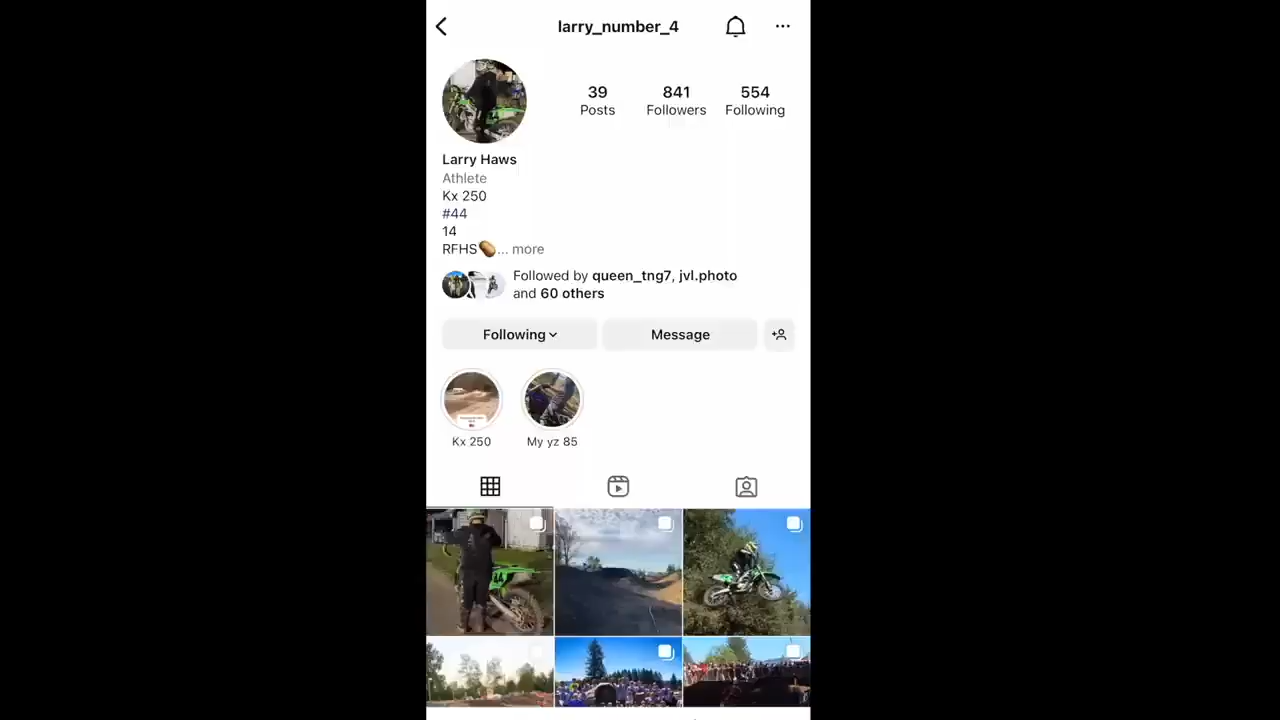 larry_number_4
39
841
554
Posts
Followers
Following
Larry Haws
Athlete
Kx 250
#44
14
RFHS🥔... more
Followed by queen_tng7, jvl.photo
and 60 others
Following
Message
Kx 250
My yz 85
44